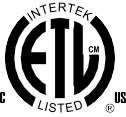 INTERTEK
ETL CM
C US
LISTED ®